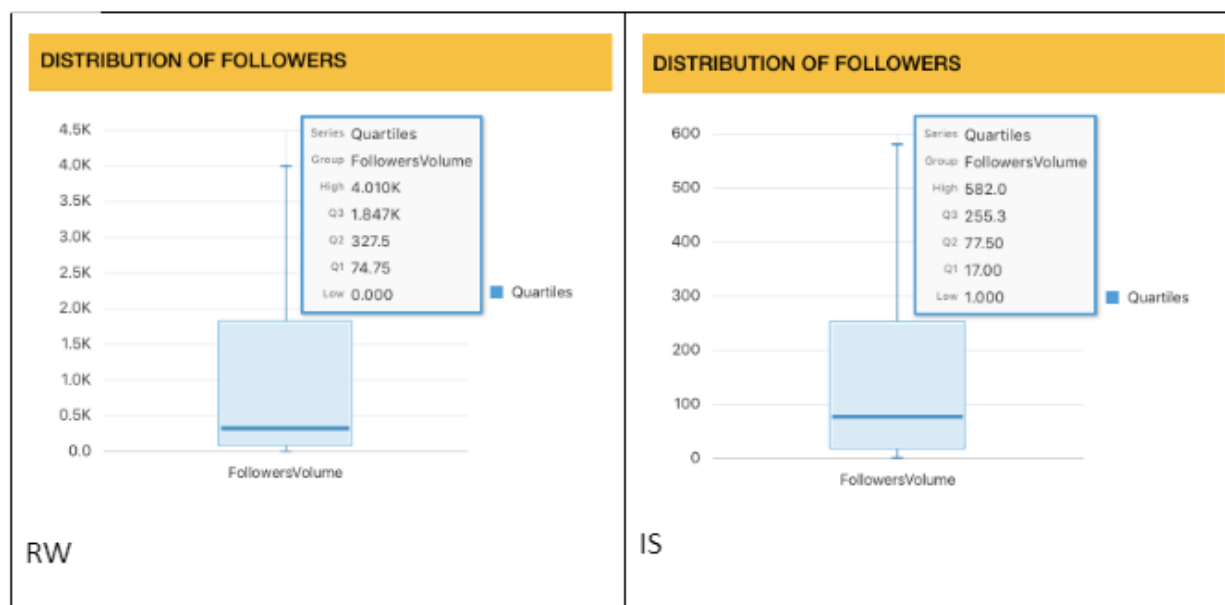 DISTRIBUTION OF FOLLOWERS
4.5K
4.0K
3.5K
3.0K
2.5K
2.0K
1.5K
1.0K
0.5K
0.0
Series Quartiles
Group FollowersVolume
High 4.010K
Q3 1.847K
Q2 327.5
Q1 74.75
Low 0.000
Quartiles
FollowersVolume
RW
DISTRIBUTION OF FOLLOWERS
600
500
400
300
200
100
0
Series Quartiles
Group FollowersVolume
High 582.0
Q3 255.3
Q2 77.50
Q1 17.00
Low 1.000
Quartiles
FollowersVolume
IS